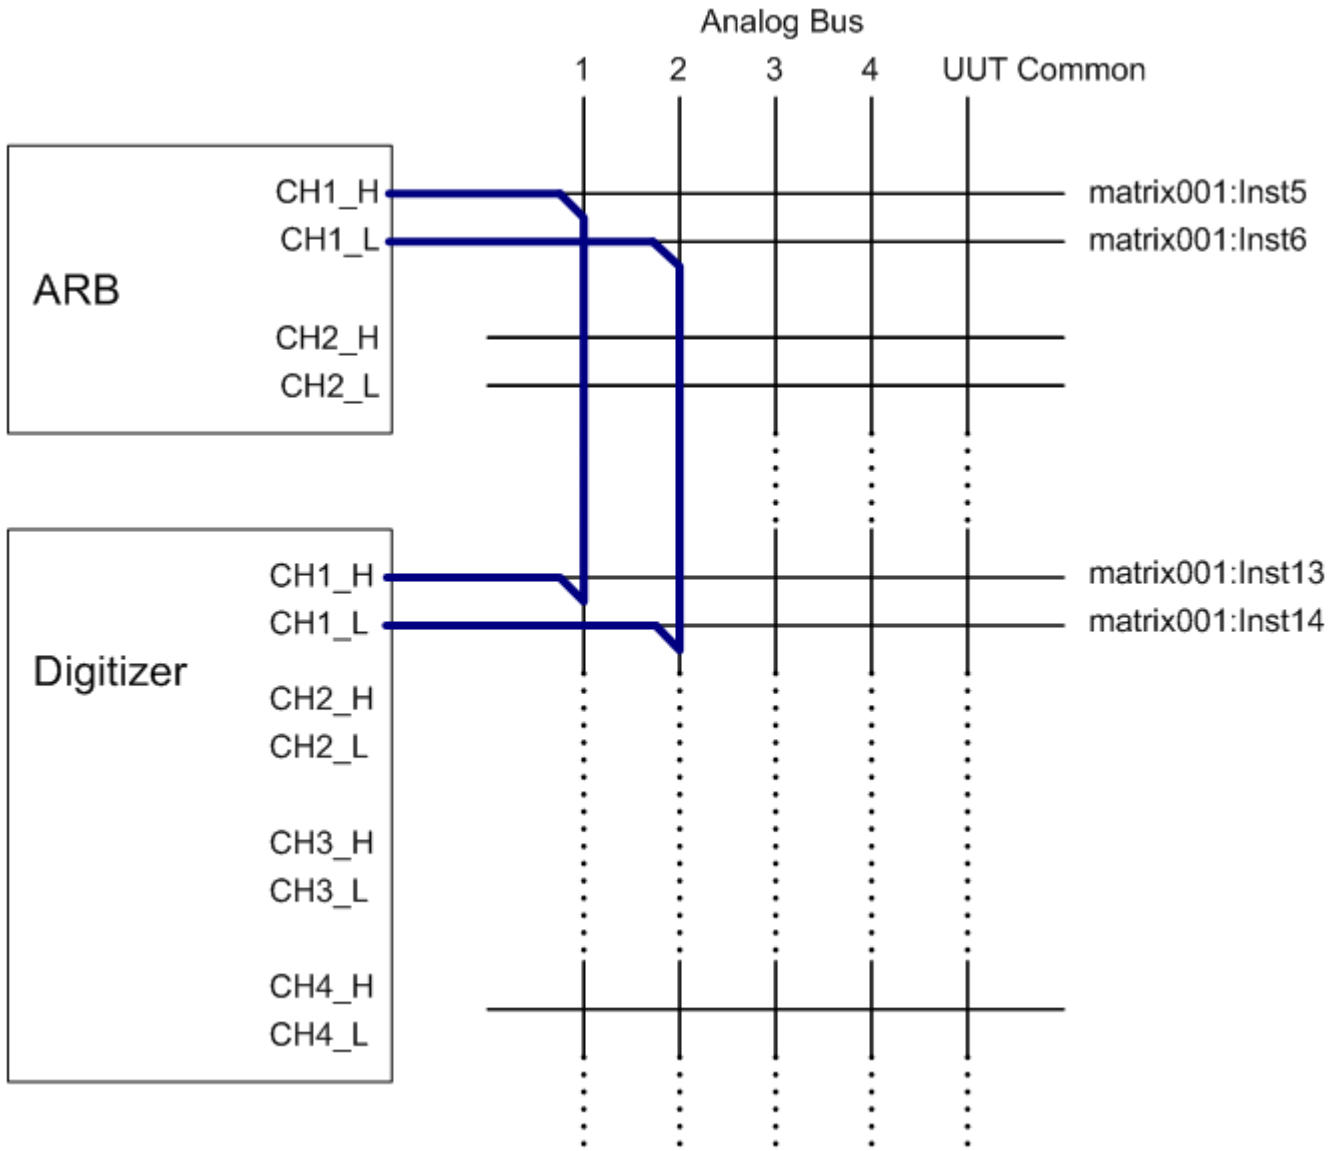 Analog Bus
1 2 3 4 UUT Common
CH1_H matrix001:Inst5
CH1_L matrix001:Inst6
ARB
CH2_H
CH2_L
CH1_H matrix001:Inst13
CH1_L matrix001:Inst14
Digitizer
CH2_H
CH2_L
CH3_H
CH3_L
CH4_H
CH4_L